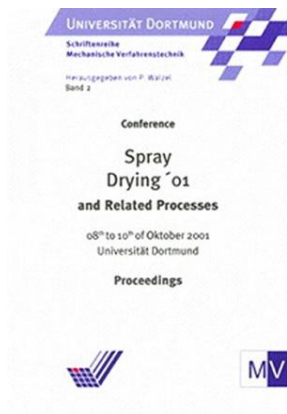 UNIVERSITÄT DORTMUND
Schriftenreihe
Mechanische Verfahrenstechnik
Herausgegeben von P. Walzel
Band 2
Conference
Spray
Drying ´01
and Related Processes
08th to 10th of Oktober 2001
Universität Dortmund
Proceedings
MV